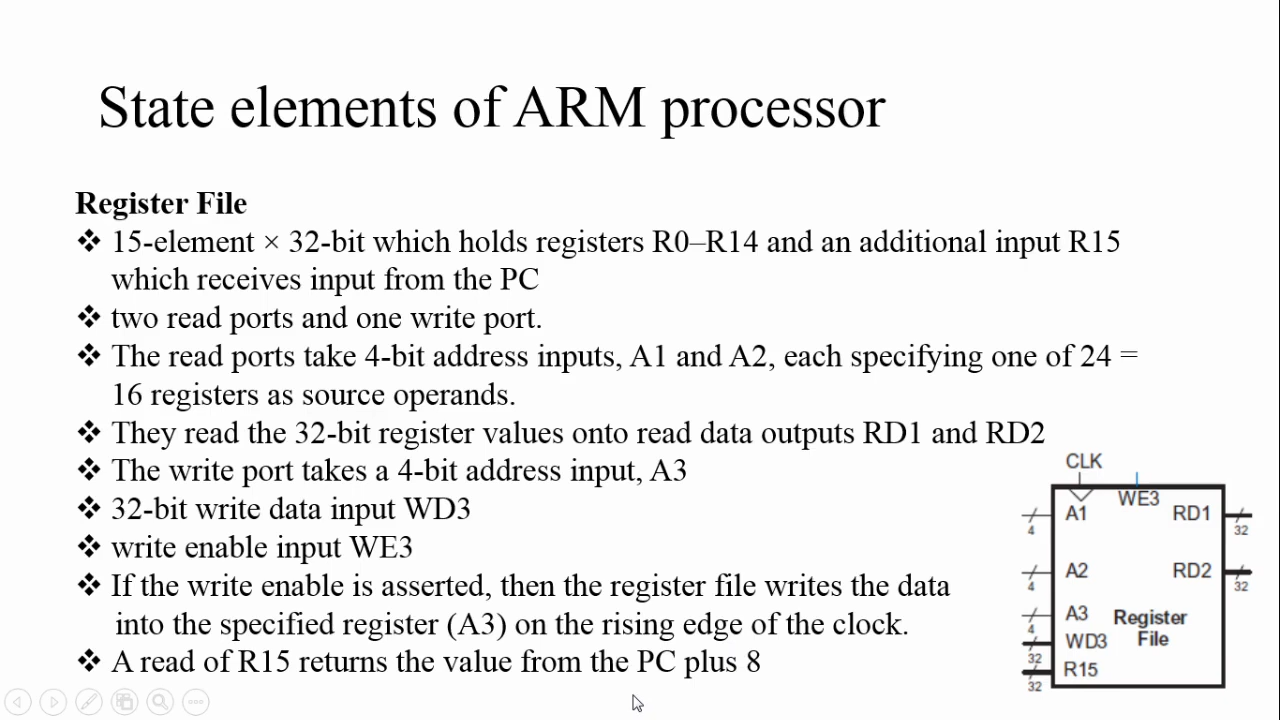 State elements of ARM processor
Register File
❖ 15-element × 32-bit which holds registers R0–R14 and an additional input R15
which receives input from the PC
❖ two read ports and one write port.
❖ The read ports take 4-bit address inputs, A1 and A2, each specifying one of 24 =
16 registers as source operands.
❖ They read the 32-bit register values onto read data outputs RD1 and RD2
❖ The write port takes a 4-bit address input, A3
❖ 32-bit write data input WD3
❖ write enable input WE3
❖ If the write enable is asserted, then the register file writes the data
into the specified register (A3) on the rising edge of the clock.
❖ A read of R15 returns the value from the PC plus 8
CLK
WE3
A1 RD1
4 32
A2 RD2
4 32
A3 Register
4
WD3 File
32
R15
32